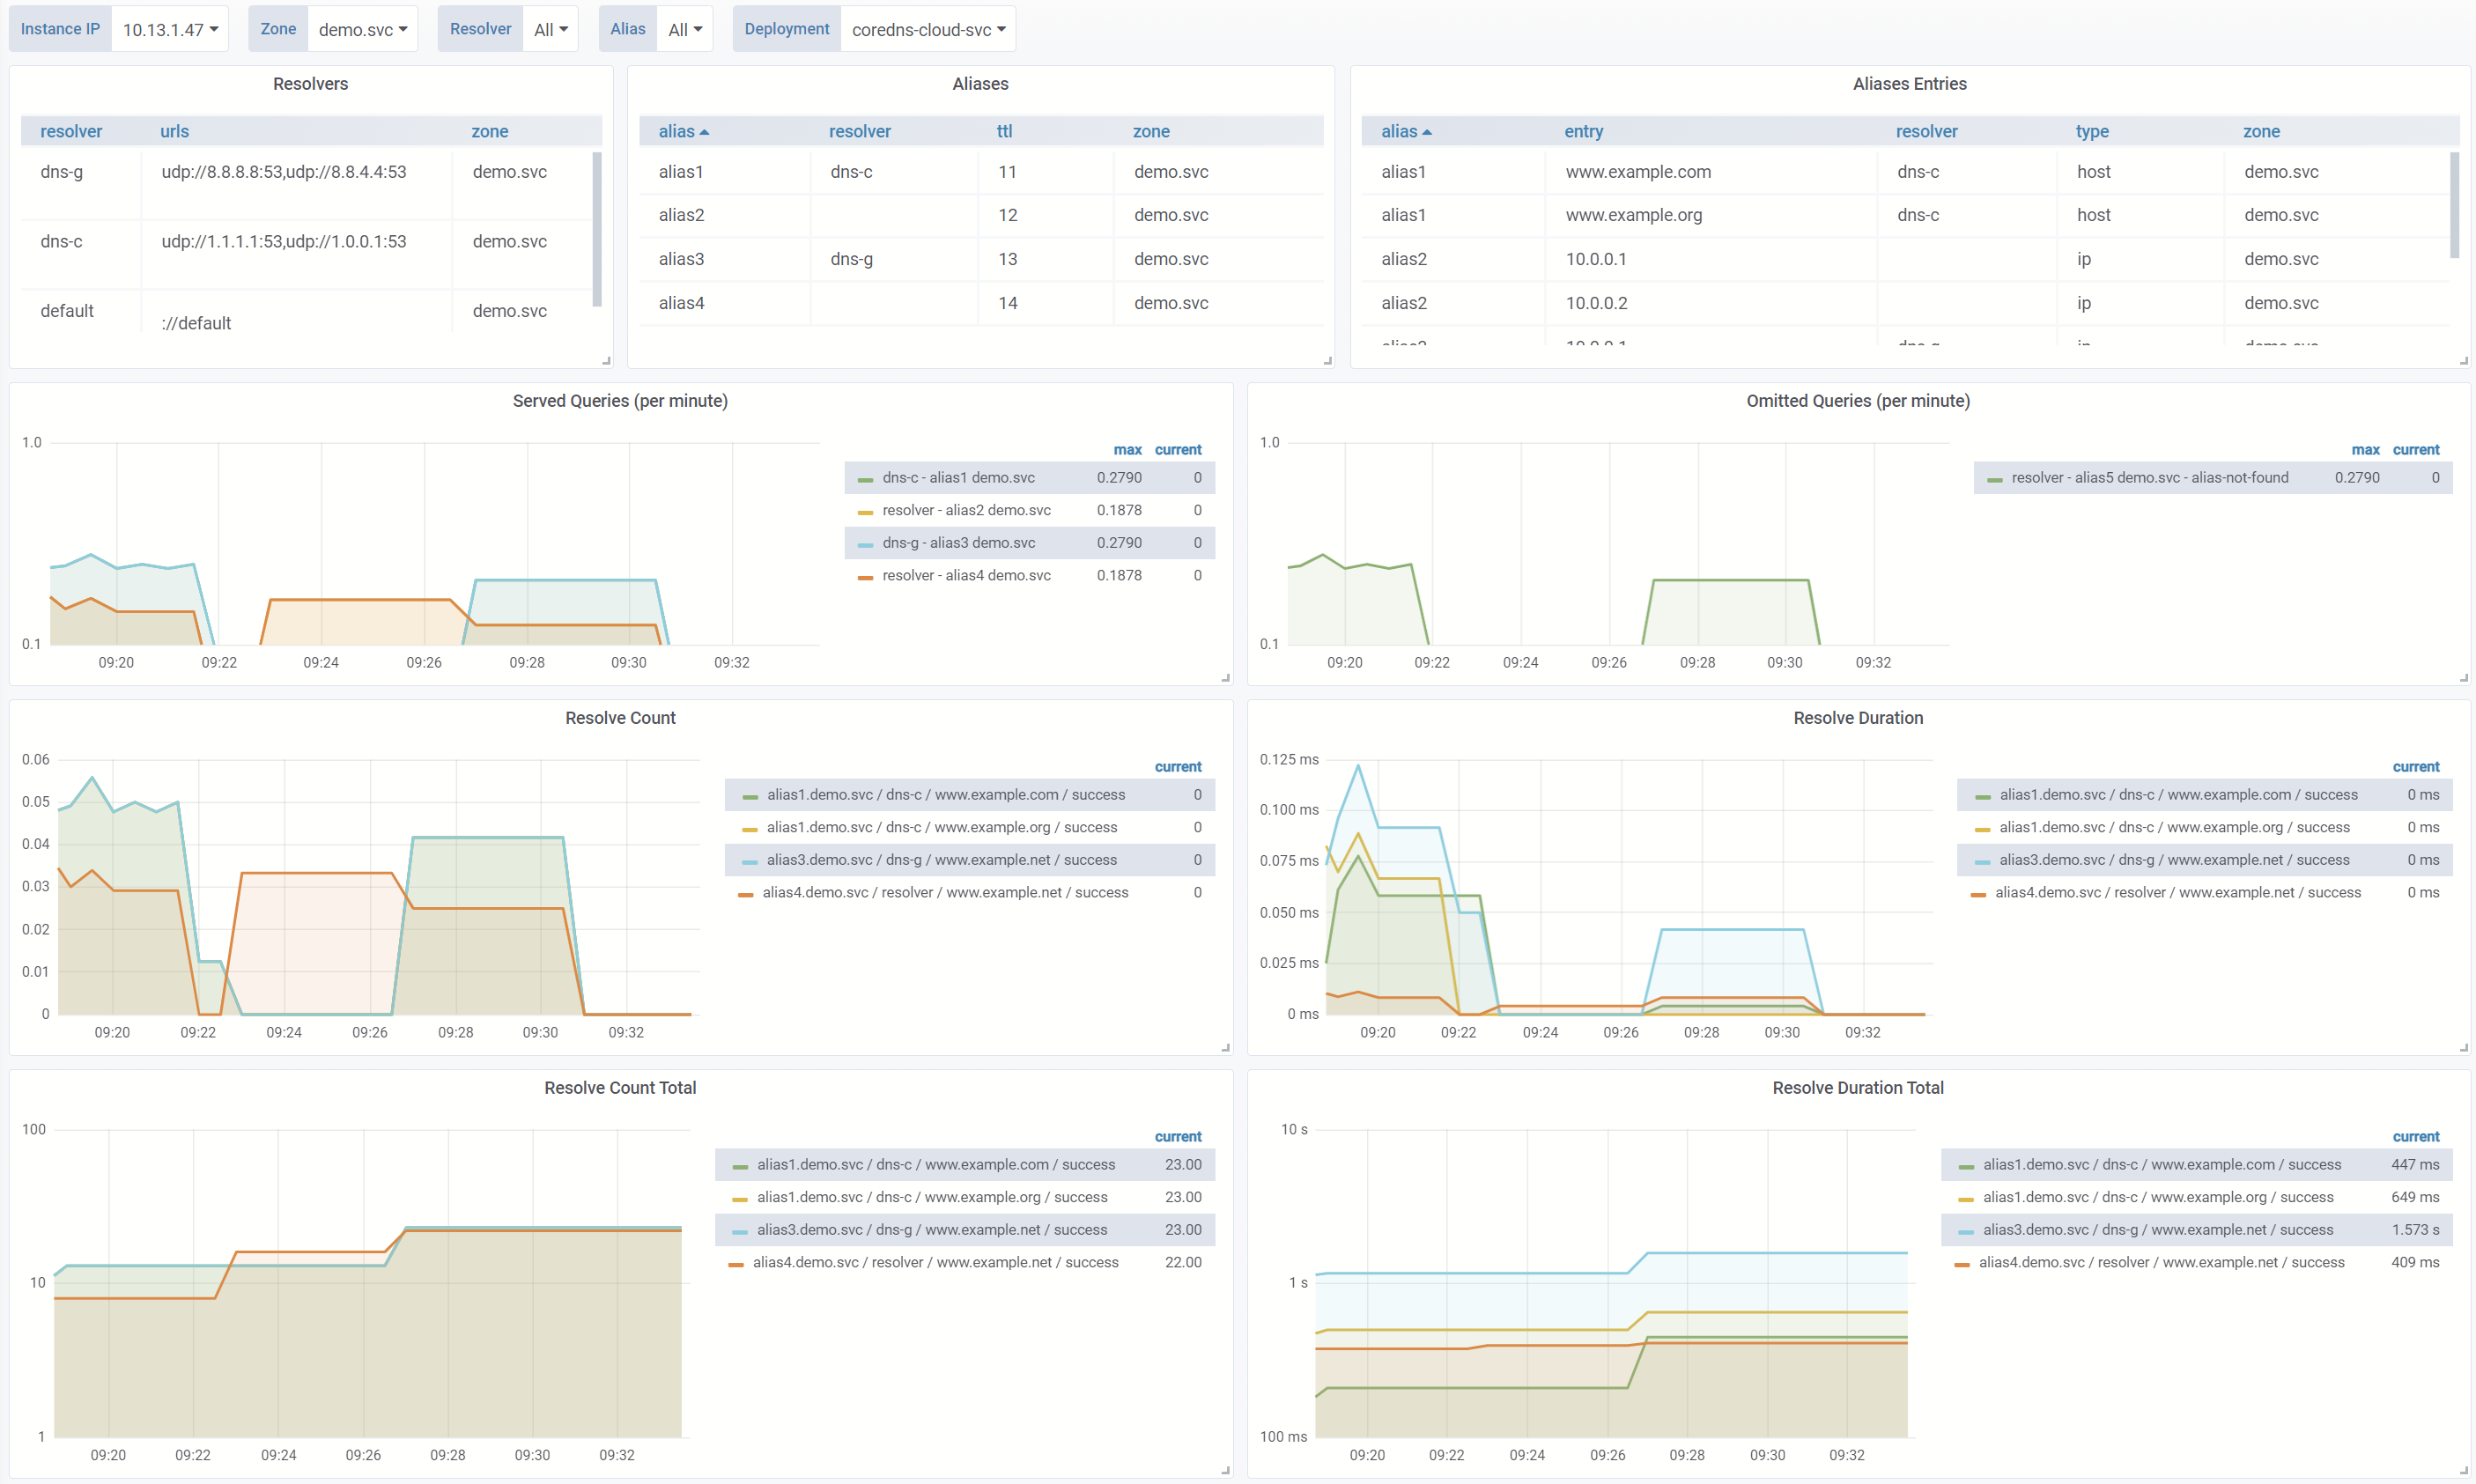 Instance IP 10.13.1.47 Zone demo.svc Resolver All Alias All Deployment coredns-cloud-svc
Resolvers
resolver urls zone
dns-g udp://8.8.8.8:53,udp://8.8.4.4:53 demo.svc
dns-c udp://1.1.1.1:53,udp://1.0.0.1:53 demo.svc
default ://default demo.svc
Aliases
alias resolver ttl zone
alias1 dns-c 11 demo.svc
alias2 12 demo.svc
alias3 dns-g 13 demo.svc
alias4 14 demo.svc
Aliases Entries
alias entry resolver type zone
alias1 www.example.com dns-c host demo.svc
alias1 www.example.org dns-c host demo.svc
alias2 10.0.0.1 ip demo.svc
alias2 10.0.0.2 ip demo.svc
Served Queries (per minute)
1.0
0.1
09:20 09:22 09:24 09:26 09:28 09:30 09:32
max current
dns-c - alias1 demo.svc 0.2790 0
resolver - alias2 demo.svc 0.1878 0
dns-g - alias3 demo.svc 0.2790 0
resolver - alias4 demo.svc 0.1878 0
Omitted Queries (per minute)
1.0
0.1
09:20 09:22 09:24 09:26 09:28 09:30 09:32
max current
resolver - alias5 demo.svc - alias-not-found 0.2790 0
Resolve Count
0.06
0.05
0.04
0.03
0.02
0.01
0
09:20 09:22 09:24 09:26 09:28 09:30 09:32
current
alias1.demo.svc / dns-c / www.example.com / success 0
alias1.demo.svc / dns-c / www.example.org / success 0
alias3.demo.svc / dns-g / www.example.net / success 0
alias4.demo.svc / resolver / www.example.net / success 0
Resolve Duration
0.125 ms
0.100 ms
0.075 ms
0.050 ms
0.025 ms
0 ms
09:20 09:22 09:24 09:26 09:28 09:30 09:32
current
alias1.demo.svc / dns-c / www.example.com / success 0 ms
alias1.demo.svc / dns-c / www.example.org / success 0 ms
alias3.demo.svc / dns-g / www.example.net / success 0 ms
alias4.demo.svc / resolver / www.example.net / success 0 ms
Resolve Count Total
100
10
1
09:20 09:22 09:24 09:26 09:28 09:30 09:32
current
alias1.demo.svc / dns-c / www.example.com / success 23.00
alias1.demo.svc / dns-c / www.example.org / success 23.00
alias3.demo.svc / dns-g / www.example.net / success 23.00
alias4.demo.svc / resolver / www.example.net / success 22.00
Resolve Duration Total
10 s
1 s
100 ms
09:20 09:22 09:24 09:26 09:28 09:30 09:32
current
alias1.demo.svc / dns-c / www.example.com / success 447 ms
alias1.demo.svc / dns-c / www.example.org / success 649 ms
alias3.demo.svc / dns-g / www.example.net / success 1.573 s
alias4.demo.svc / resolver / www.example.net / success 409 ms